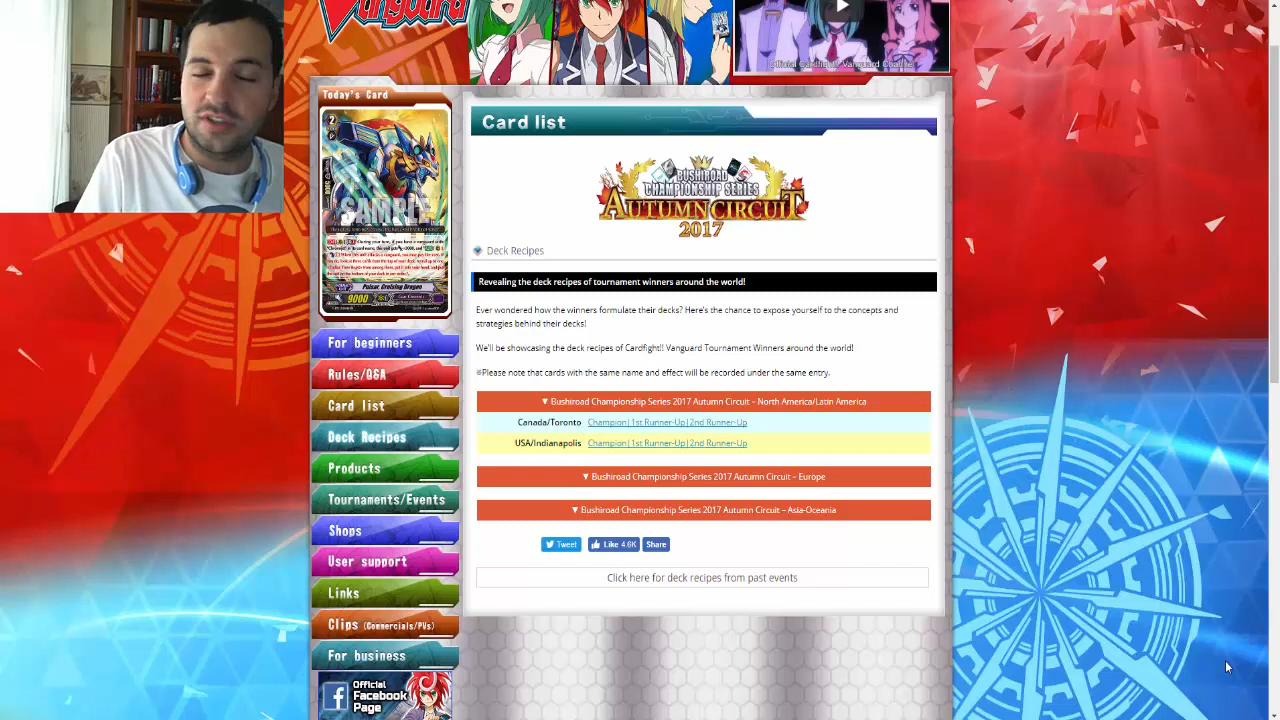 Vanguard
Official Cardfight!! Vanguard Channel
Today's Card
2
SAMPLE
Pulsar, Cresting Dragon
9000
For beginners
Rules/Q&A
Card list
Deck Recipes
Products
Tournaments/Events
Shops
User support
Links
Clips (Commercials/PVs)
For business
Official
Facebook
Page
Card list
BUSHIROAD
CHAMPIONSHIP SERIES
AUTUMN CIRCUIT
2017
Deck Recipes
Revealing the deck recipes of tournament winners around the world!
Ever wondered how the winners formulate their decks? Here's the chance to expose yourself to the concepts and
strategies behind their decks!
We'll be showcasing the deck recipes of Cardfight!! Vanguard Tournament Winners around the world!
※Please note that cards with the same name and effect will be recorded under the same entry.
▼ Bushiroad Championship Series 2017 Autumn Circuit – North America/Latin America
Canada/Toronto Champion|1st Runner-Up|2nd Runner-Up
USA/Indianapolis Champion|1st Runner-Up|2nd Runner-Up
▼ Bushiroad Championship Series 2017 Autumn Circuit – Europe
▼ Bushiroad Championship Series 2017 Autumn Circuit – Asia-Oceania
Tweet Like 4.6K Share
Click here for deck recipes from past events